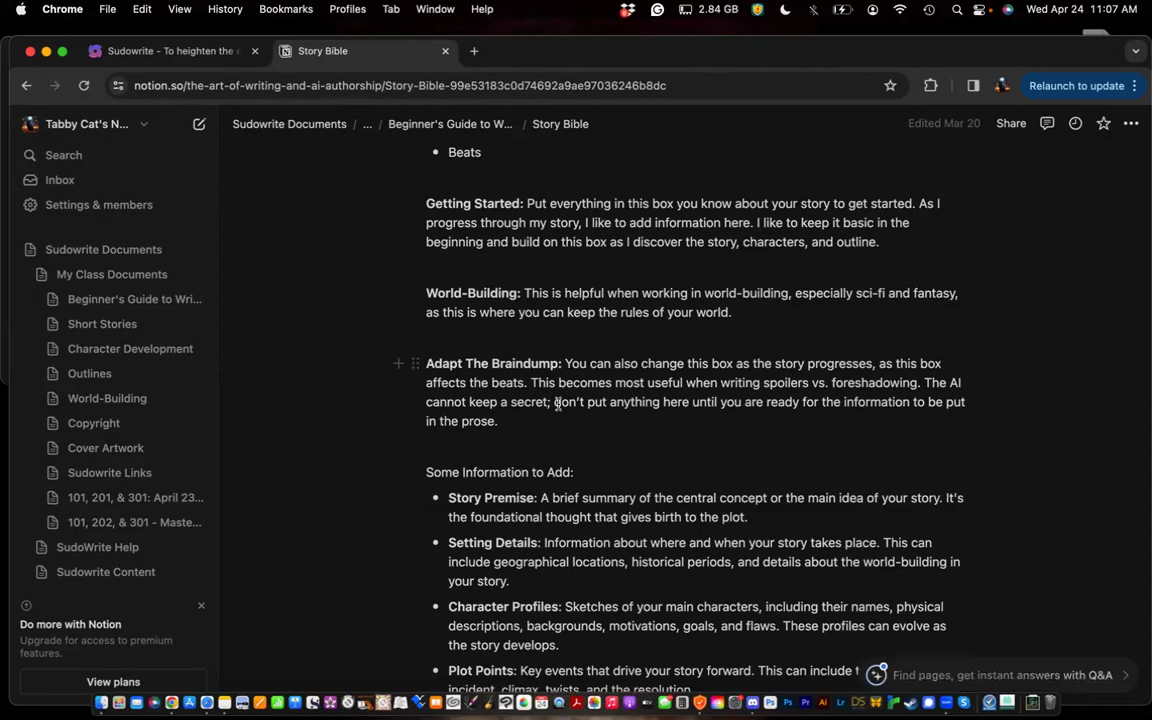 Chrome File Edit View History Bookmarks Profiles Tab Window Help 2.84 GB Wed Apr 24 11:07 AM
Sudowrite - To heighten the e
Story Bible
notion.so/the-art-of-writing-and-ai-authorship/Story-Bible-99e53183c0d74692a9ae97036246b8dc
Relaunch to update
Tabby Cat's N...
Sudowrite Documents / ... / Beginner's Guide to W... / Story Bible
Edited Mar 20 Share
Search
Inbox
Settings & members
Sudowrite Documents
My Class Documents
Beginner's Guide to Wri...
Short Stories
Character Development
Outlines
World-Building
Copyright
Cover Artwork
Sudowrite Links
101, 201, & 301: April 23...
101, 202, & 301 - Maste...
SudoWrite Help
Sudowrite Content
Do more with Notion
Upgrade for access to premium
features.
View plans
• Beats
Getting Started: Put everything in this box you know about your story to get started. As I
progress through my story, I like to add information here. I like to keep it basic in the
beginning and build on this box as I discover the story, characters, and outline.
World-Building: This is helpful when working in world-building, especially sci-fi and fantasy,
as this is where you can keep the rules of your world.
Adapt The Braindump: You can also change this box as the story progresses, as this box
affects the beats. This becomes most useful when writing spoilers vs. foreshadowing. The AI
cannot keep a secret; don't put anything here until you are ready for the information to be put
in the prose.
Some Information to Add:
• Story Premise: A brief summary of the central concept or the main idea of your story. It's
the foundational thought that gives birth to the plot.
• Setting Details: Information about where and when your story takes place. This can
include geographical locations, historical periods, and details about the world-building in
your story.
• Character Profiles: Sketches of your main characters, including their names, physical
descriptions, backgrounds, motivations, goals, and flaws. These profiles can evolve as
the story develops.
• Plot Points: Key events that drive your story forward. This can include
incident, climax, twists, and the resolution.
Find pages, get instant answers with Q&A